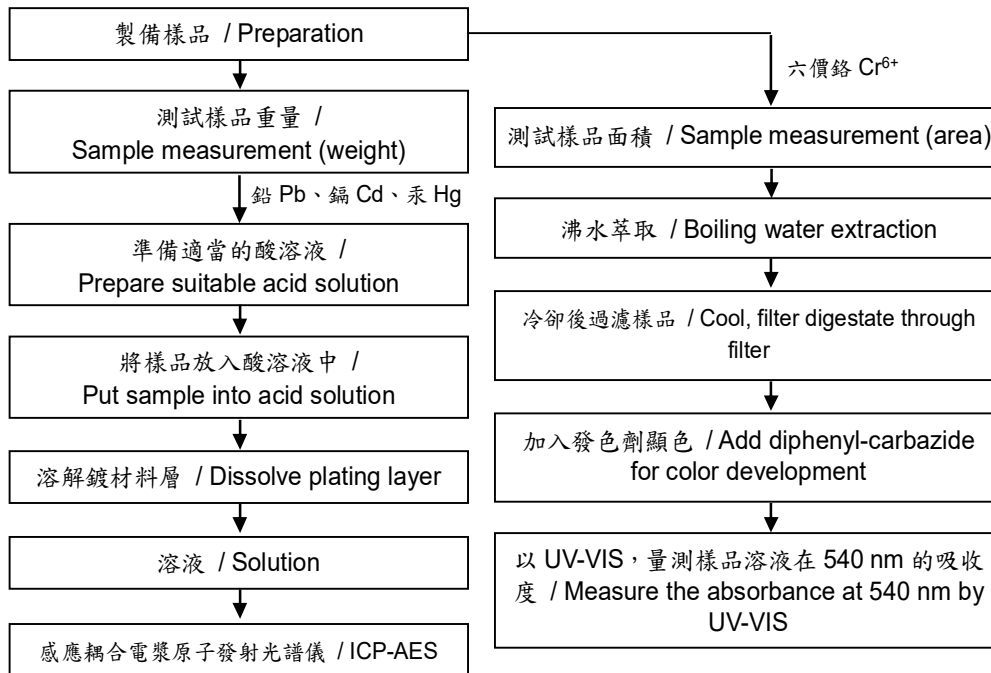 製備樣品 / Preparation
測試樣品重量 /
Sample measurement (weight)
鉛 Pb、鎘 Cd、汞 Hg
準備適當的酸溶液 /
Prepare suitable acid solution
將樣品放入酸溶液中 /
Put sample into acid solution
溶解鍍材料層 / Dissolve plating layer
溶液 / Solution
感應耦合電漿原子發射光譜儀 / ICP-AES
六價鉻 Cr⁶⁺
測試樣品面積 / Sample measurement (area)
沸水萃取 / Boiling water extraction
冷卻後過濾樣品 / Cool, filter digestate through
filter
加入發色劑顯色 / Add diphenyl-carbazide
for color development
以 UV-VIS，量測樣品溶液在 540 nm 的吸收
度 / Measure the absorbance at 540 nm by
UV-VIS